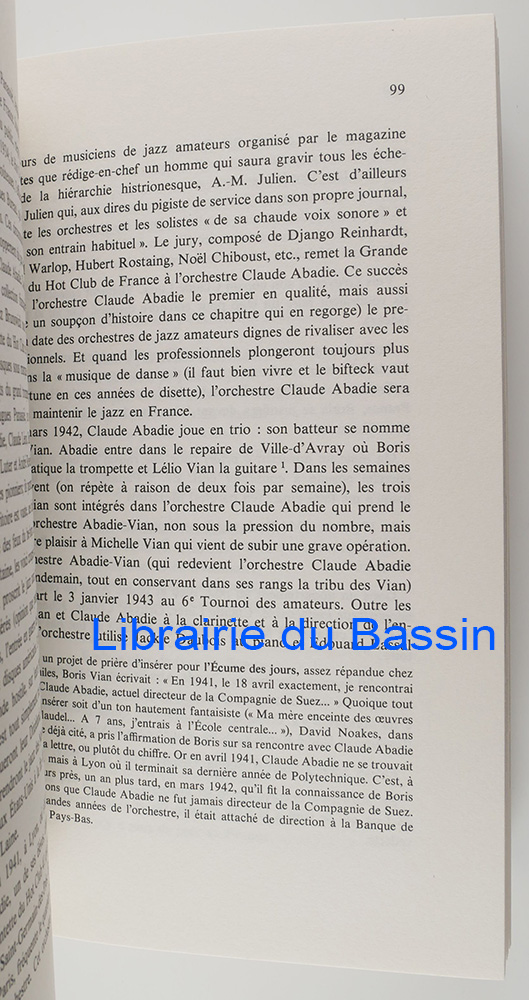 99
urs de musiciens de jazz amateurs organisé par le magazine
tes que rédige-en-chef un homme qui saura gravir tous les éche-
de la hiérarchie histrionesque, A.-M. Julien. C'est d'ailleurs
Julien qui, aux dires du pigiste de service dans son propre journal,
te les orchestres et les solistes « de sa chaude voix sonore » et
son entrain habituel ». Le jury, composé de Django Reinhardt,
Warlop, Hubert Rostaing, Noël Chiboust, etc., remet la Grande
du Hot Club de France à l'orchestre Claude Abadie. Ce succès
l'orchestre Claude Abadie le premier en qualité, mais aussi
e un soupçon d'histoire dans ce chapitre qui en regorge) le pre-
date des orchestres de jazz amateurs dignes de rivaliser avec les
sionnels. Et quand les professionnels plongeront toujours plus
ns la « musique de danse » (il faut bien vivre et le bifteck vaut
tune en ces années de disette), l'orchestre Claude Abadie sera
maintenir le jazz en France.
mars 1942, Claude Abadie joue en trio : son batteur se nomme
Vian. Abadie entre dans le repaire de Ville-d'Avray où Boris
atique la trompette et Lélio Vian la guitare 1. Dans les semaines
ent (on répète à raison de deux fois par semaine), les trois
ian sont intégrés dans l'orchestre Claude Abadie qui prend le
orchestre Abadie-Vian, non sous la pression du nombre, mais
re plaisir à Michelle Vian qui vient de subir une grave opération.
hestre Abadie-Vian (qui redevient l'orchestre Claude Abadie
ndemain, tout en conservant dans ses rangs la tribu des Vian)
art le 3 janvier 1943 au 6e Tournoi des amateurs. Outre les
an et Claude Abadie à la clarinette et à la direction de l'en-
l'orchestre utilise Jackie Daubois au piano et Edouard Lassal
Librairie du Bassin
un projet de prière d'insérer pour l'Écume des jours, assez répandue chez
iles, Boris Vian écrivait : « En 1941, le 18 avril exactement, je rencontrai
Claude Abadie, actuel directeur de la Compagnie de Suez... » Quoique tout
insérer soit d'un ton hautement fantaisiste (« Ma mère enceinte des œuvres
laudel... A 7 ans, j'entrais à l'École centrale... »), David Noakes, dans
e déjà cité, a pris l'affirmation de Boris sur sa rencontre avec Claude Abadie
a lettre, ou plutôt du chiffre. Or en avril 1941, Claude Abadie ne se trouvait
mais à Lyon où il terminait sa dernière année de Polytechnique. C'est, à
urs près, un an plus tard, en mars 1942, qu'il fit la connaissance de Boris
ons que Claude Abadie ne fut jamais directeur de la Compagnie de Suez.
andes années de l'orchestre, il était attaché de direction à la Banque de
Pays-Bas.